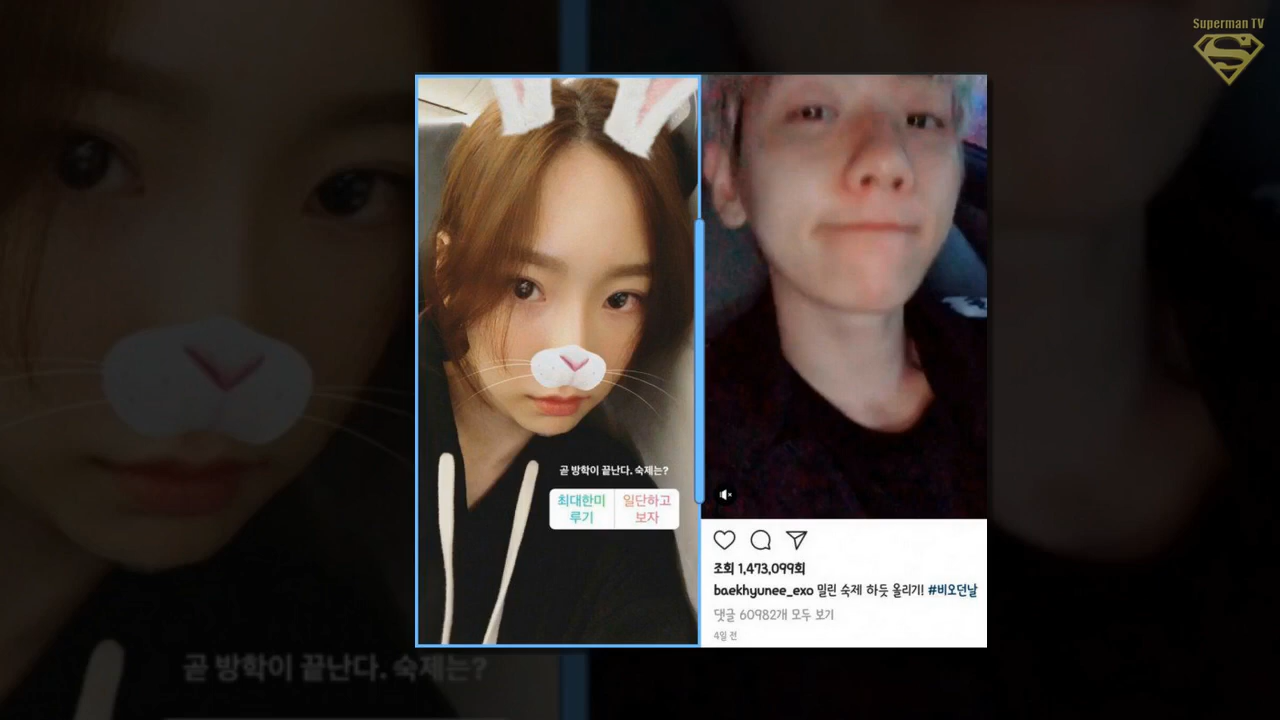 Superman TV
곧 방학이 끝난다. 숙제는?
최대한미
루기
일단하고
보자
조회 1,473,099회
baekhyunee_exo 밀린 숙제 하듯 올리기! #비오던날
댓글 60982개 모두 보기
4일 전
곧 방학이 끝난다. 숙제는?